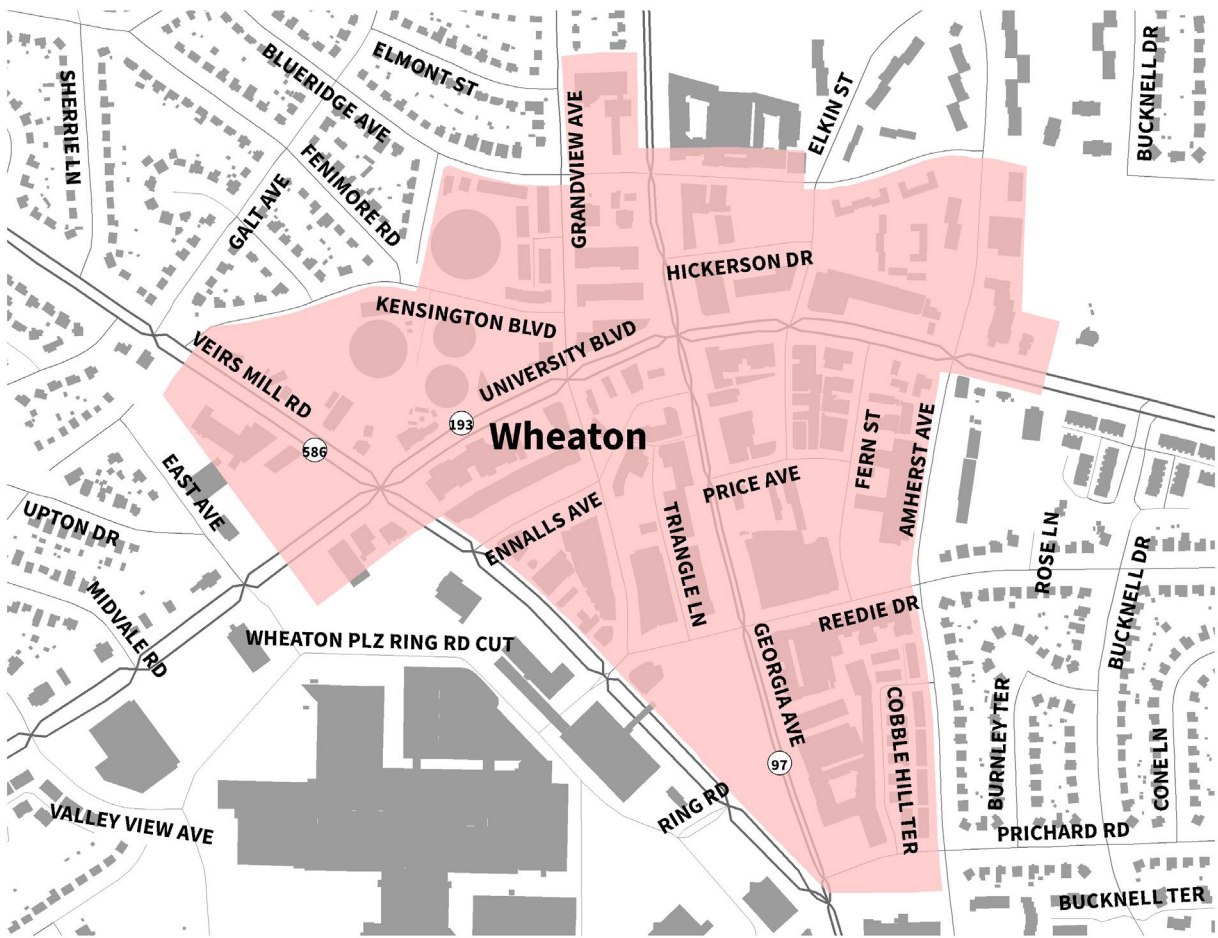 BUCKNELL DR
ELMONT ST
BLUERIDGE AVE
SHERRIE LN
GRANDVIEW AVE
ELKIN ST
FENIMORE RD
GALT AVE
HICKERSON DR
KENSINGTON BLVD
UNIVERSITY BLVD
VEIRS MILL RD
193
Wheaton
586
FERN ST
AMHERST AVE
EAST AVE
PRICE AVE
UPTON DR
ENNALLS AVE
TRIANGLE LN
ROSE LN
BUCKNELL DR
MIDVALE RD
REEDIE DR
WHEATON PLZ RING RD CUT
GEORGIA AVE
COBBLE HILL TER
BURNLEY TER
CONE LN
97
RING RD
VALLEY VIEW AVE
PRICHARD RD
BUCKNELL TER